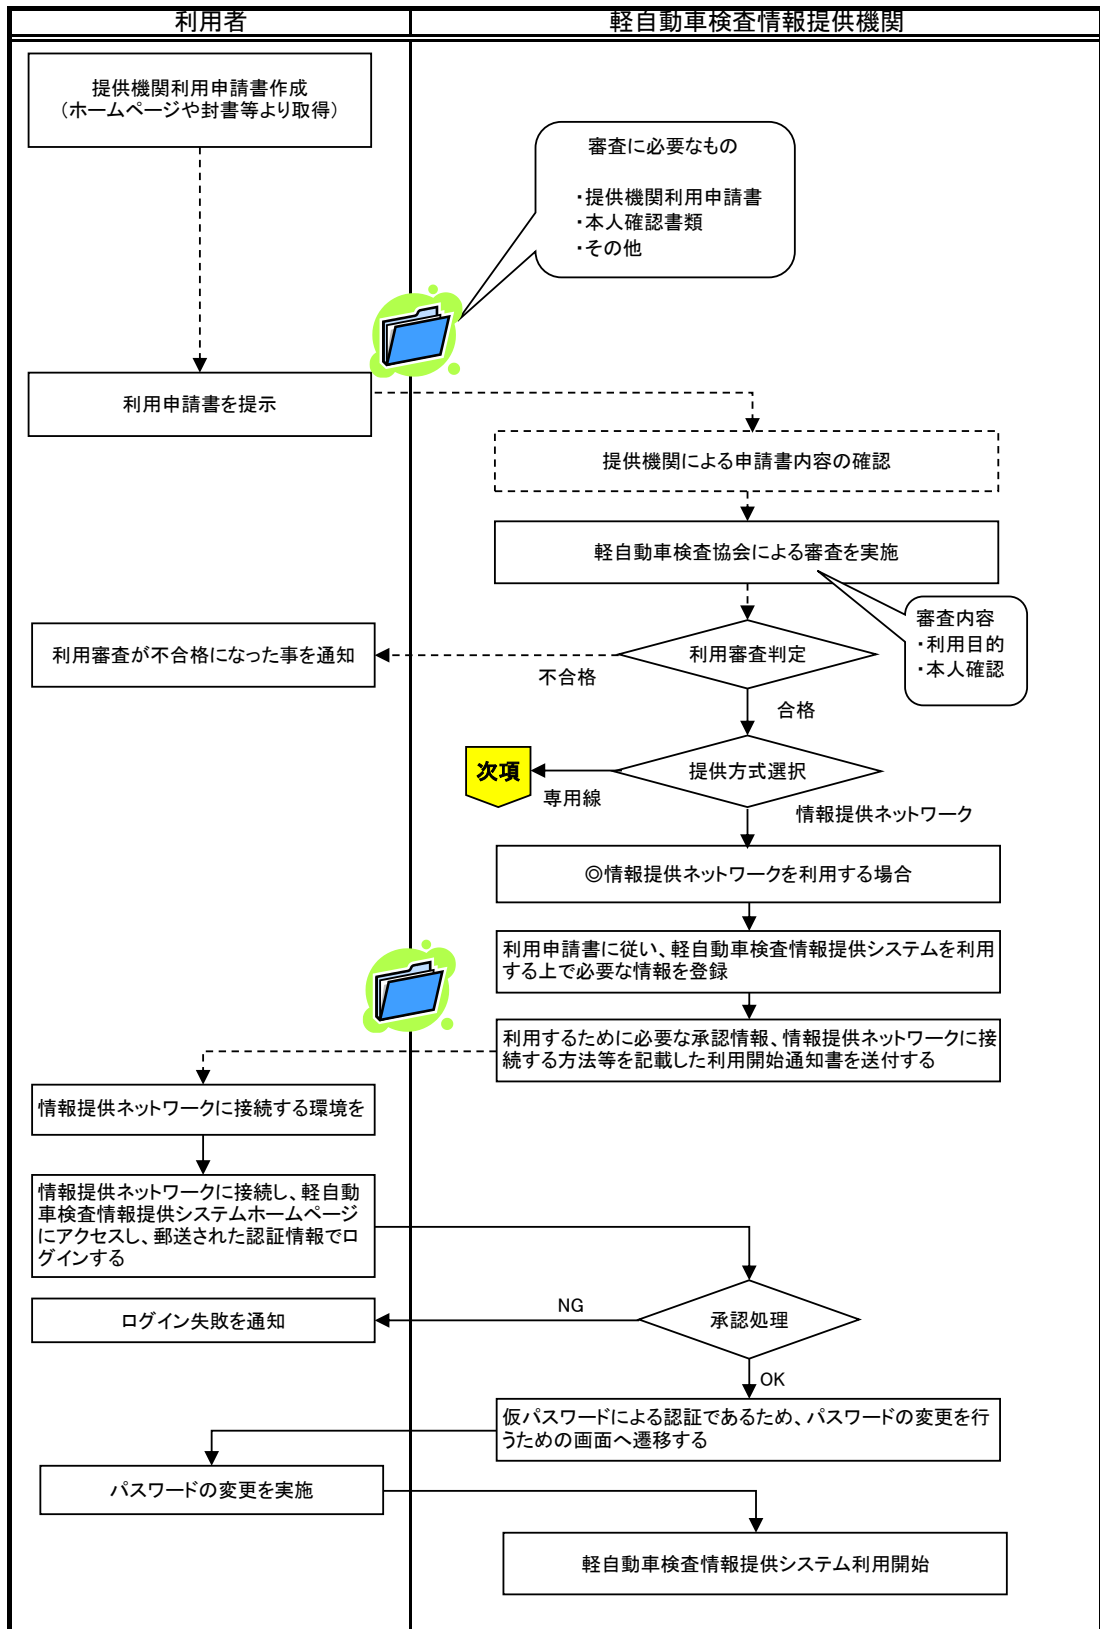 利用者
軽自動車検査情報提供機関
提供機関利用申請書作成
（ホームページや封書等より取得）
審査に必要なもの
・提供機関利用申請書
・本人確認書類
・その他
利用申請書を提示
提供機関による申請書内容の確認
軽自動車検査協会による審査を実施
審査内容
・利用目的
・本人確認
利用審査判定
利用審査が不合格になった事を通知
不合格
合格
提供方式選択
次項
専用線
情報提供ネットワーク
◎情報提供ネットワークを利用する場合
利用申請書に従い、軽自動車検査情報提供システムを利用
する上で必要な情報を登録
利用するために必要な承認情報、情報提供ネットワークに接
続する方法等を記載した利用開始通知書を送付する
情報提供ネットワークに接続する環境を
情報提供ネットワークに接続し、軽自動
車検査情報提供システムホームページ
にアクセスし、郵送された認証情報でロ
グインする
ログイン失敗を通知
NG
承認処理
OK
仮パスワードによる認証であるため、パスワードの変更を行
うための画面へ遷移する
パスワードの変更を実施
軽自動車検査情報提供システム利用開始